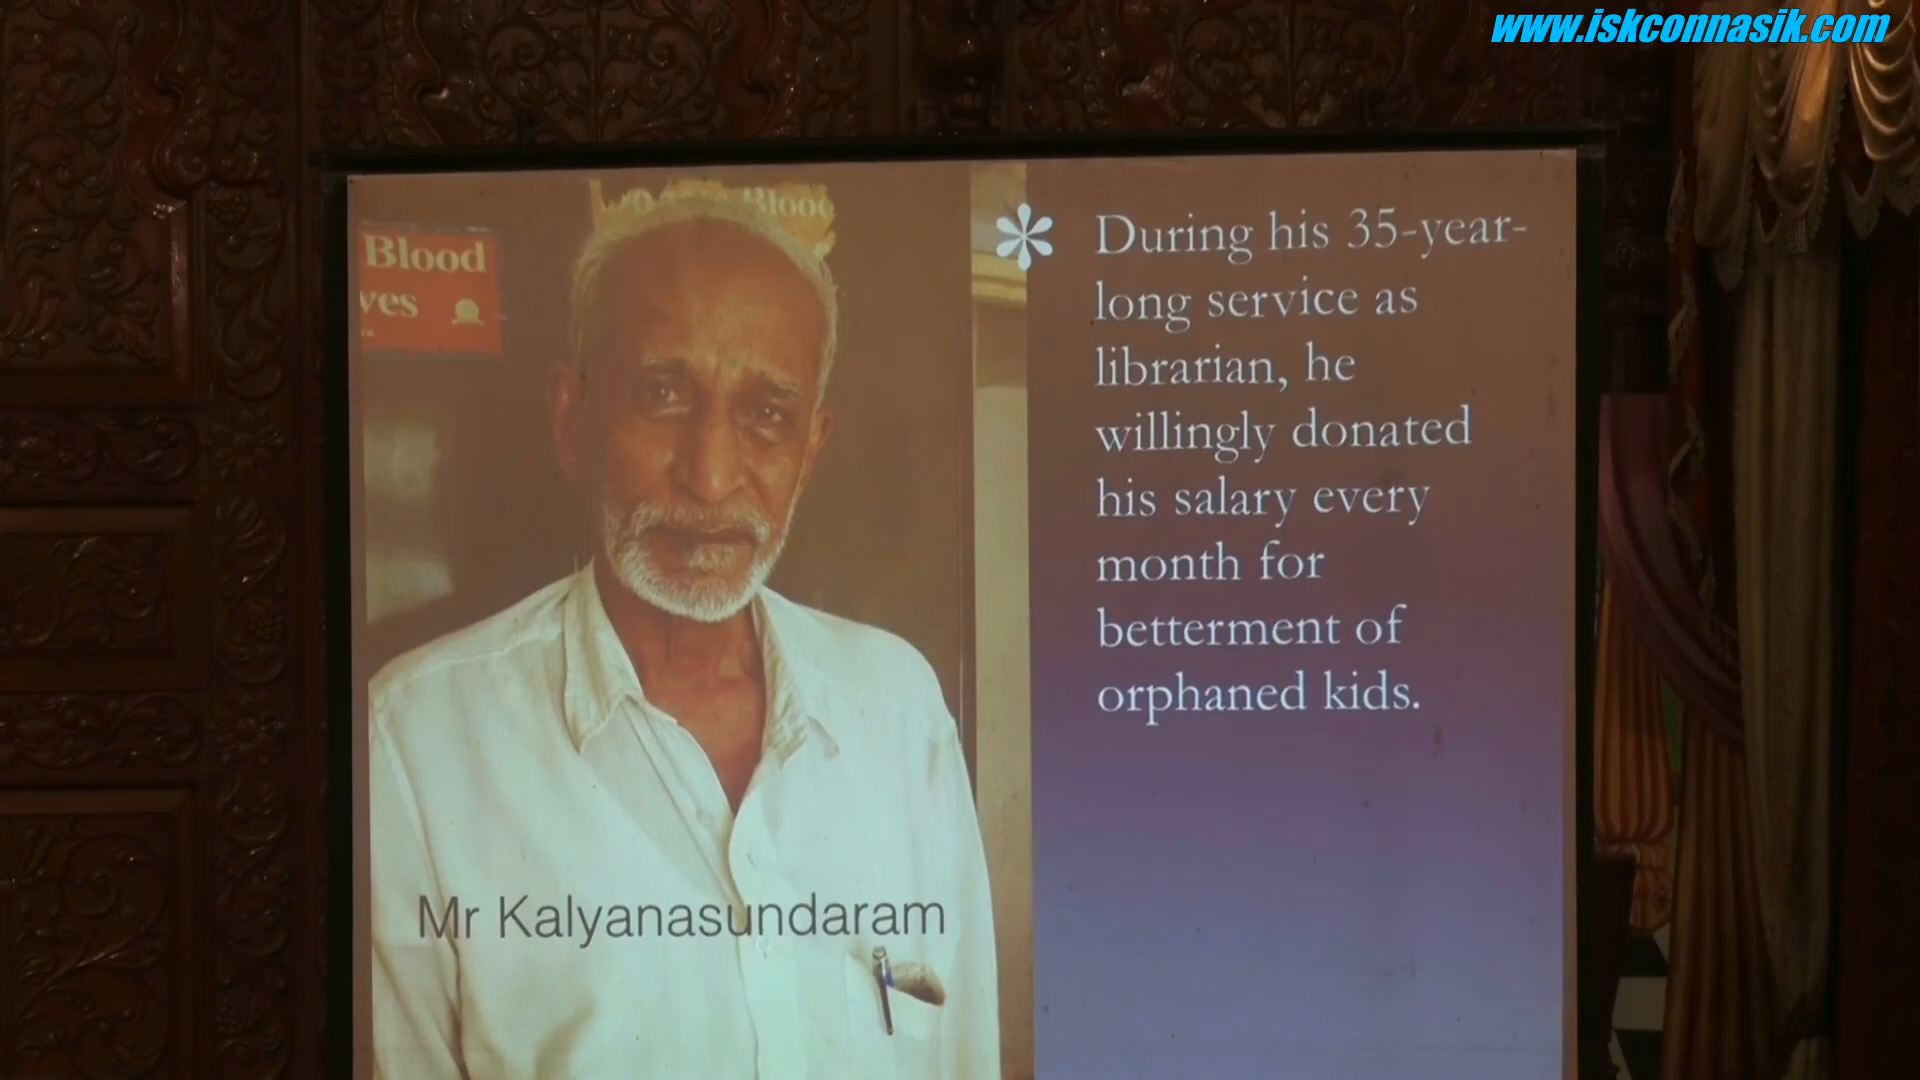 www.iskconnasik.com
Blood
ves
Blood
During his 35-year-
long service as
librarian, he
willingly donated
his salary every
month for
betterment of
orphaned kids.
Mr Kalyanasundaram